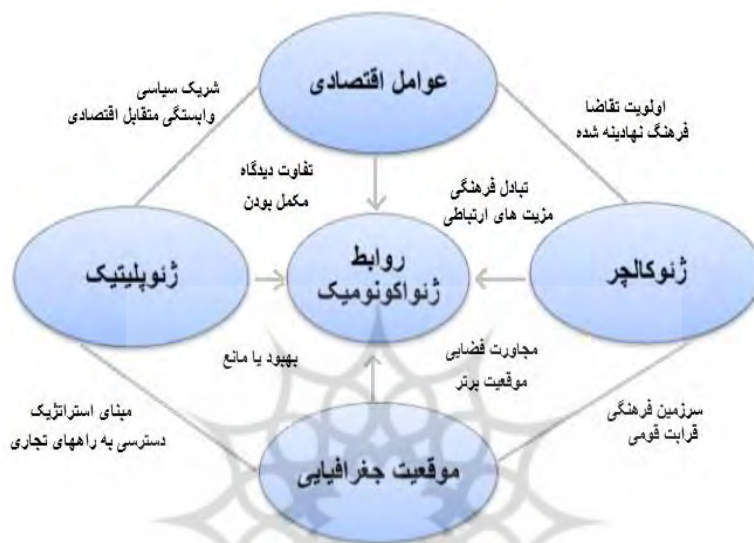 عوامل اقتصادی
شریک سیاسی
وابستگی متقابل اقتصادی
اولویت تقاضا
فرهنگ نهادینه شده
تفاوت دیدگاه
مکمل بودن
تبادل فرهنگی
مزیت های ارتباطی
ژئوکالچر
روابط
ژئواکونومیک
ژئوپلیتیک
مجاورت فضایی
موقعیت برتر
بهبود یا مانع
سرزمین فرهنگی
قرابت قومی
مبنای استراتژیک
دسترسی به راههای تجاری
موقعیت جغرافیایی